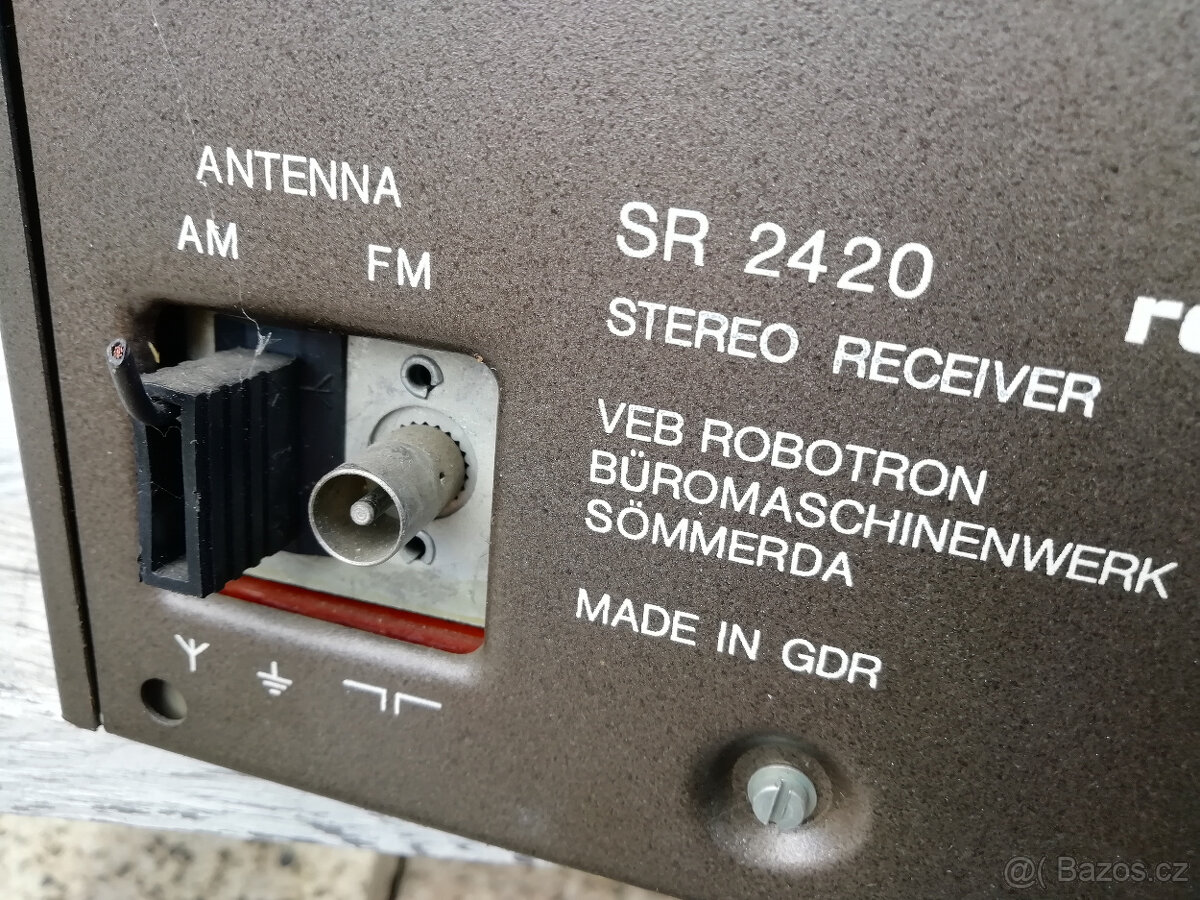 ANTENNA
AM FM
SR 2420
STEREO RECEIVER
VEB ROBOTRON
BÜROMASCHINENWERK
SÖMMERDA
MADE IN GDR
@( Bazos.cz